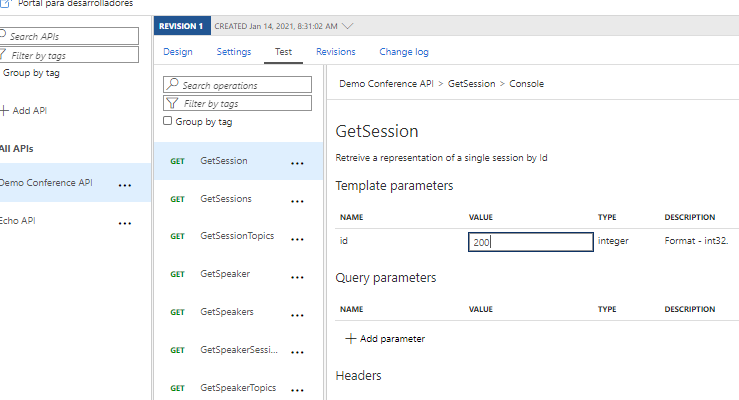 Portal para desarrolladores
REVISION 1 CREATED Jan 14, 2021, 8:31:02 AM
Search APIs
Filter by tags
Group by tag
+ Add API
All APIs
Demo Conference API ...
Echo API ...
Design Settings Test Revisions Change log
Search operations
Filter by tags
Group by tag
GET GetSession ...
GET GetSessions ...
GET GetSessionTopics ...
GET GetSpeaker ...
GET GetSpeakers ...
GET GetSpeakerSessi... ...
GET GetSpeakerTopics ...
Demo Conference API > GetSession > Console
GetSession
Retreive a representation of a single session by Id
Template parameters
NAME VALUE TYPE DESCRIPTION
id 200 integer Format - int32.
Query parameters
NAME VALUE TYPE DESCRIPTION
+ Add parameter
Headers